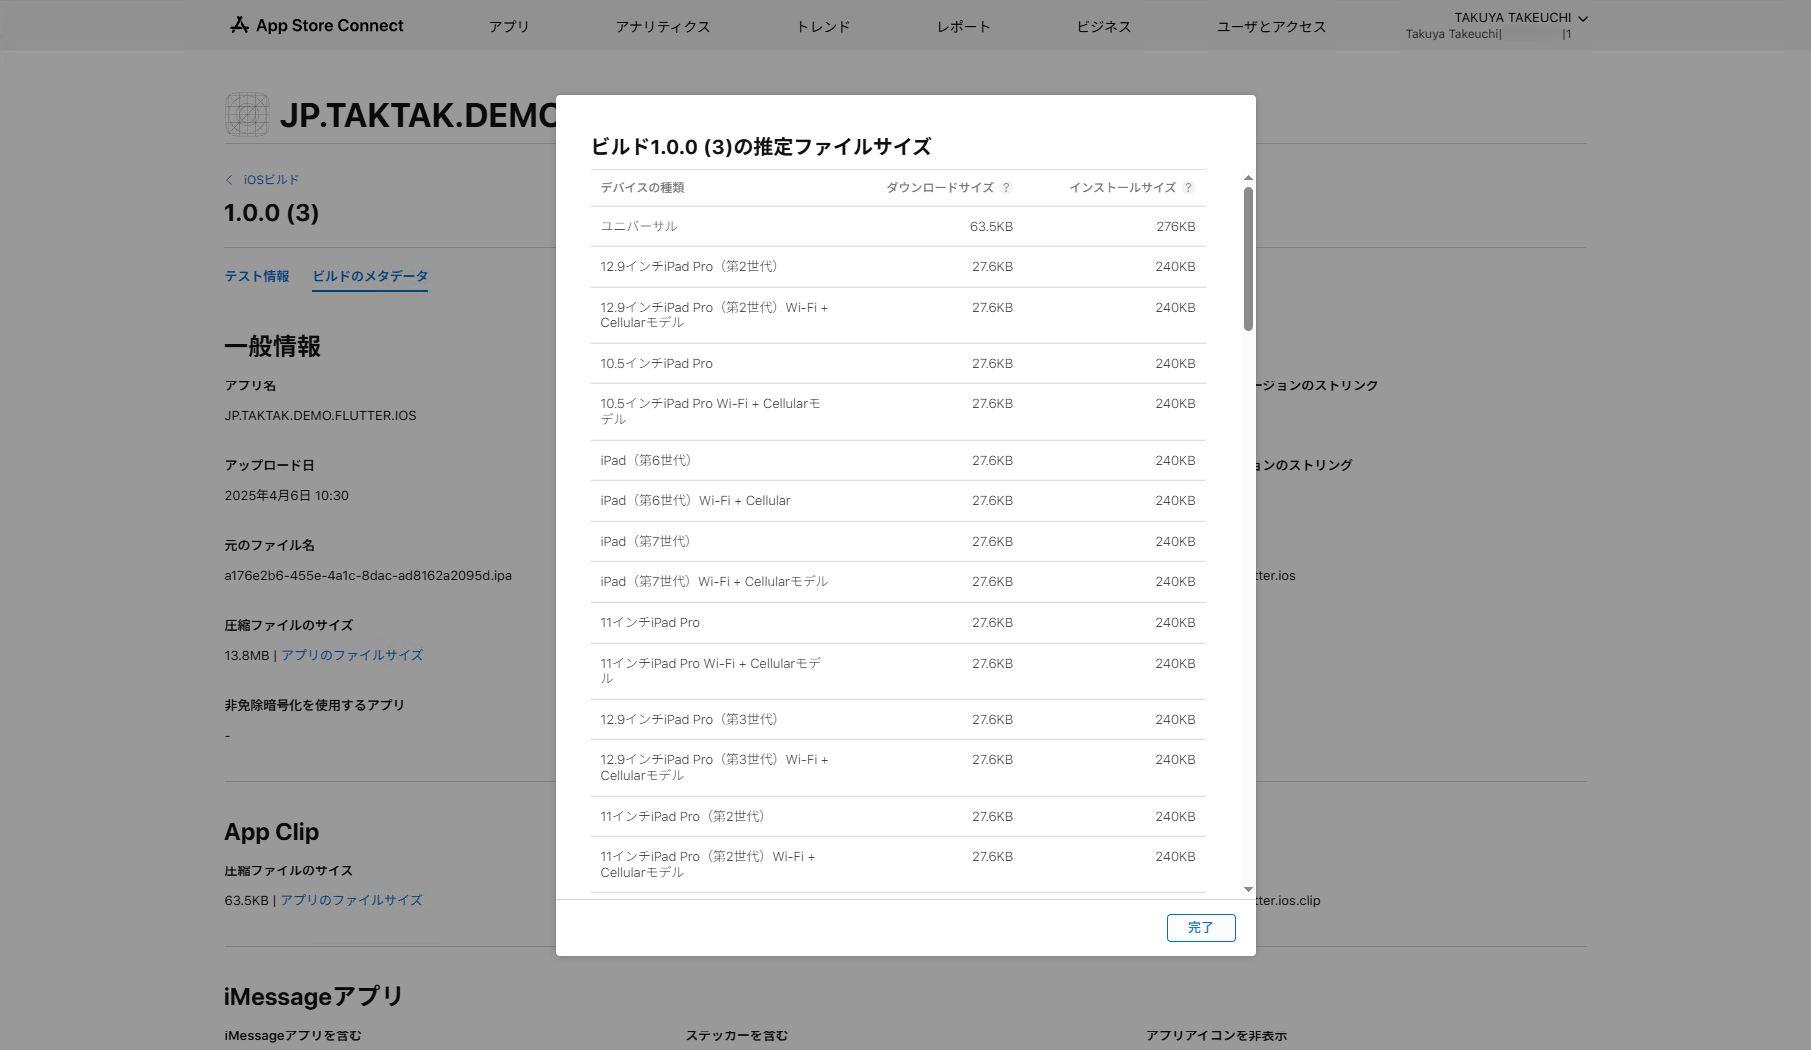 App Store Connect
アプリ
アナリティクス
トレンド
レポート
ビジネス
ユーザとアクセス
TAKUYA TAKEUCHI
Takuya Takeuchi| |1
JP.TAKTAK.DEMO
iOSビルド
1.0.0 (3)
テスト情報 ビルドのメタデータ
一般情報
アプリ名
JP.TAKTAK.DEMO.FLUTTER.IOS
アップロード日
2025年4月6日 10:30
元のファイル名
a176e2b6-455e-4a1c-8dac-ad8162a2095d.ipa
圧縮ファイルのサイズ
13.8MB | アプリのファイルサイズ
非免除暗号化を使用するアプリ
-
App Clip
圧縮ファイルのサイズ
63.5KB | アプリのファイルサイズ
iMessageアプリ
iMessageアプリを含む
ステッカーを含む
アプリアイコンを非表示
ージョンのストリング
ョンのストリング
tter.ios
tter.ios.clip
ビルド1.0.0 (3)の推定ファイルサイズ
デバイスの種類 ダウンロードサイズ ? インストールサイズ ?
ユニバーサル 63.5KB 276KB
12.9インチiPad Pro（第2世代） 27.6KB 240KB
12.9インチiPad Pro（第2世代）Wi-Fi + 27.6KB 240KB
Cellularモデル
10.5インチiPad Pro 27.6KB 240KB
10.5インチiPad Pro Wi-Fi + Cellularモ 27.6KB 240KB
デル
iPad（第6世代） 27.6KB 240KB
iPad（第6世代）Wi-Fi + Cellular 27.6KB 240KB
iPad（第7世代） 27.6KB 240KB
iPad（第7世代）Wi-Fi + Cellularモデル 27.6KB 240KB
11インチiPad Pro 27.6KB 240KB
11インチiPad Pro Wi-Fi + Cellularモデ 27.6KB 240KB
ル
12.9インチiPad Pro（第3世代） 27.6KB 240KB
12.9インチiPad Pro（第3世代）Wi-Fi + 27.6KB 240KB
Cellularモデル
11インチiPad Pro（第2世代） 27.6KB 240KB
11インチiPad Pro（第2世代）Wi-Fi + 27.6KB 240KB
Cellularモデル
完了